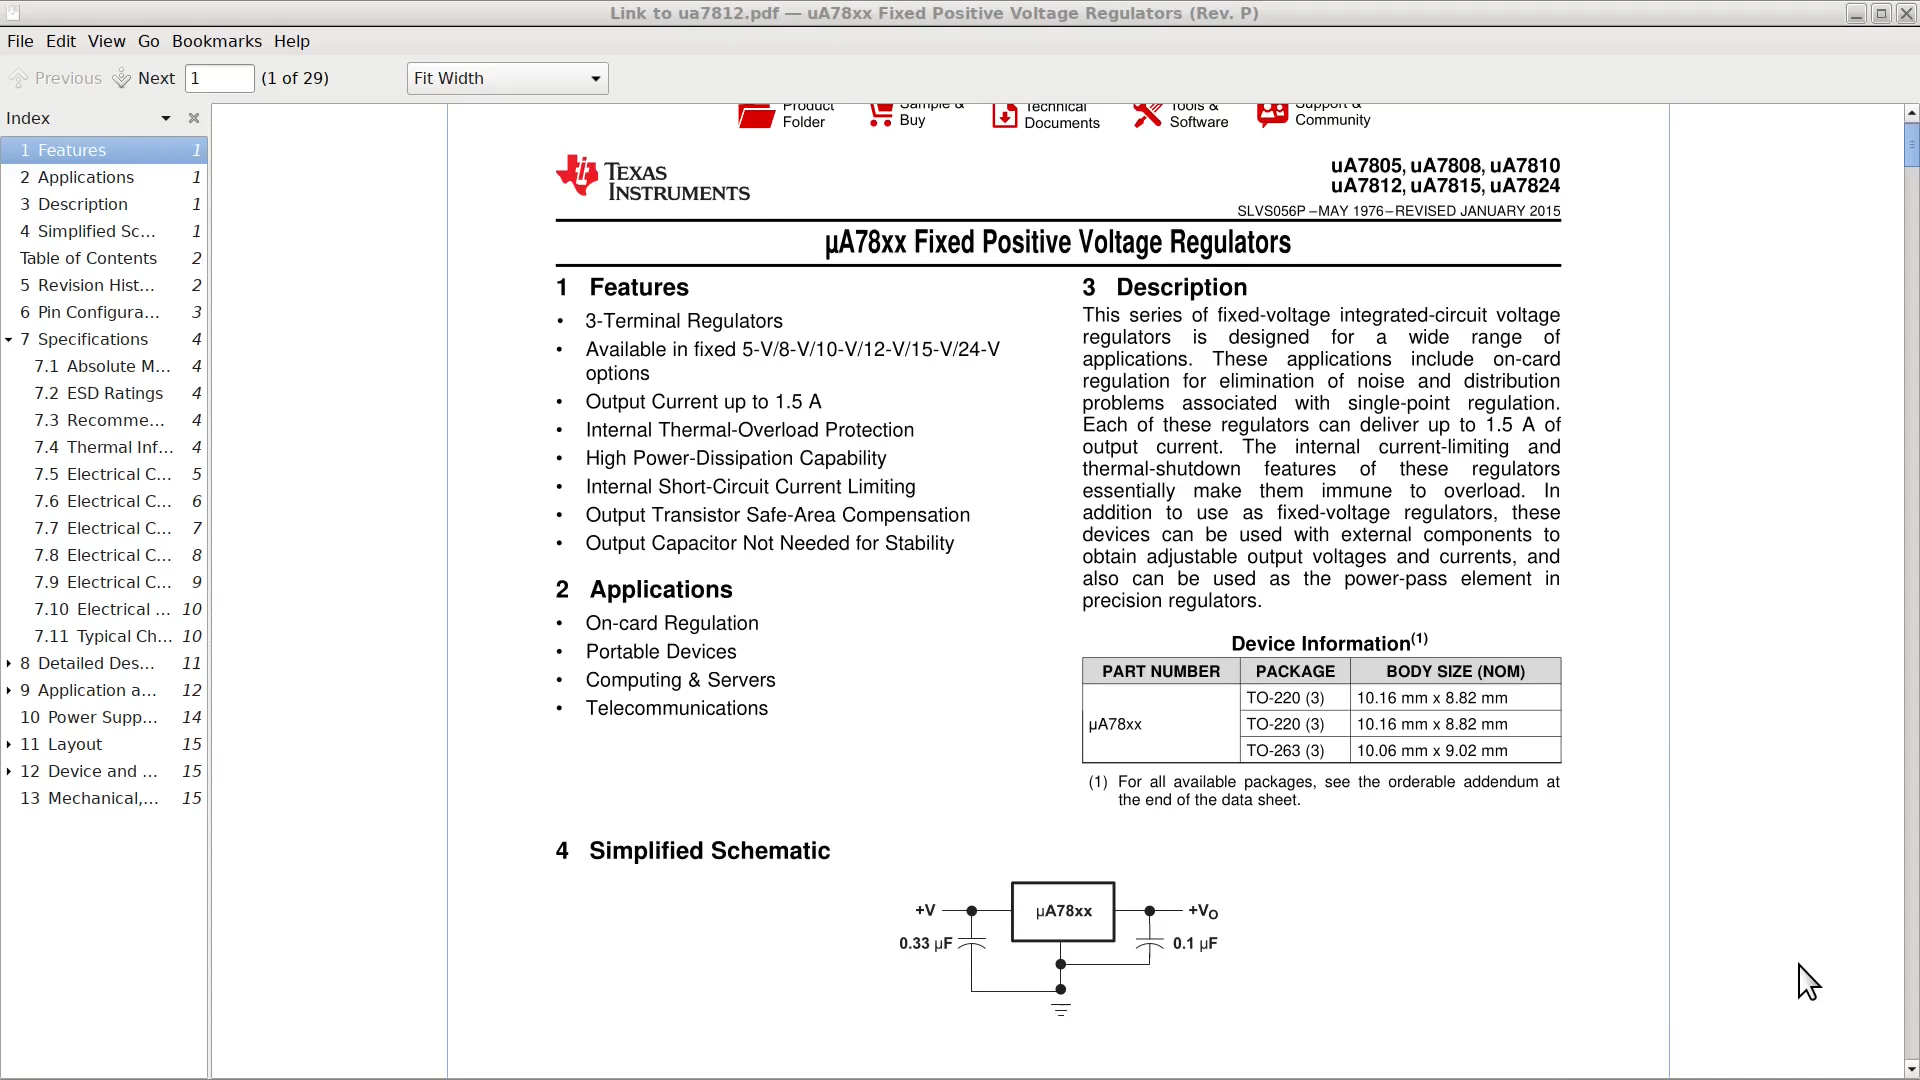 Link to ua7812.pdf — uA78xx Fixed Positive Voltage Regulators (Rev. P)
File Edit View Go Bookmarks Help
Previous Next 1 (1 of 29) Fit Width
Index
1 Features 1
2 Applications 1
3 Description 1
4 Simplified Sc... 1
Table of Contents 2
5 Revision Hist... 2
6 Pin Configura... 3
7 Specifications 4
7.1 Absolute M... 4
7.2 ESD Ratings 4
7.3 Recomme... 4
7.4 Thermal Inf... 4
7.5 Electrical C... 5
7.6 Electrical C... 6
7.7 Electrical C... 7
7.8 Electrical C... 8
7.9 Electrical C... 9
7.10 Electrical ... 10
7.11 Typical Ch... 10
8 Detailed Des... 11
9 Application a... 12
10 Power Supp... 14
11 Layout 15
12 Device and ... 15
13 Mechanical,... 15
Product Folder
Sample & Buy
Technical Documents
Tools & Software
Support & Community
TEXAS INSTRUMENTS
uA7805, uA7808, uA7810
uA7812, uA7815, uA7824
SLVS056P –MAY 1976–REVISED JANUARY 2015
µA78xx Fixed Positive Voltage Regulators
1 Features
• 3-Terminal Regulators
• Available in fixed 5-V/8-V/10-V/12-V/15-V/24-V
options
• Output Current up to 1.5 A
• Internal Thermal-Overload Protection
• High Power-Dissipation Capability
• Internal Short-Circuit Current Limiting
• Output Transistor Safe-Area Compensation
• Output Capacitor Not Needed for Stability
2 Applications
• On-card Regulation
• Portable Devices
• Computing & Servers
• Telecommunications
3 Description
This series of fixed-voltage integrated-circuit voltage
regulators is designed for a wide range of
applications. These applications include on-card
regulation for elimination of noise and distribution
problems associated with single-point regulation.
Each of these regulators can deliver up to 1.5 A of
output current. The internal current-limiting and
thermal-shutdown features of these regulators
essentially make them immune to overload. In
addition to use as fixed-voltage regulators, these
devices can be used with external components to
obtain adjustable output voltages and currents, and
also can be used as the power-pass element in
precision regulators.
Device Information(1)
PART NUMBER PACKAGE BODY SIZE (NOM)
µA78xx
TO-220 (3) 10.16 mm x 8.82 mm
TO-220 (3) 10.16 mm x 8.82 mm
TO-263 (3) 10.06 mm x 9.02 mm
(1) For all available packages, see the orderable addendum at
the end of the data sheet.
4 Simplified Schematic
+V µA78xx +VO
0.33 µF 0.1 µF